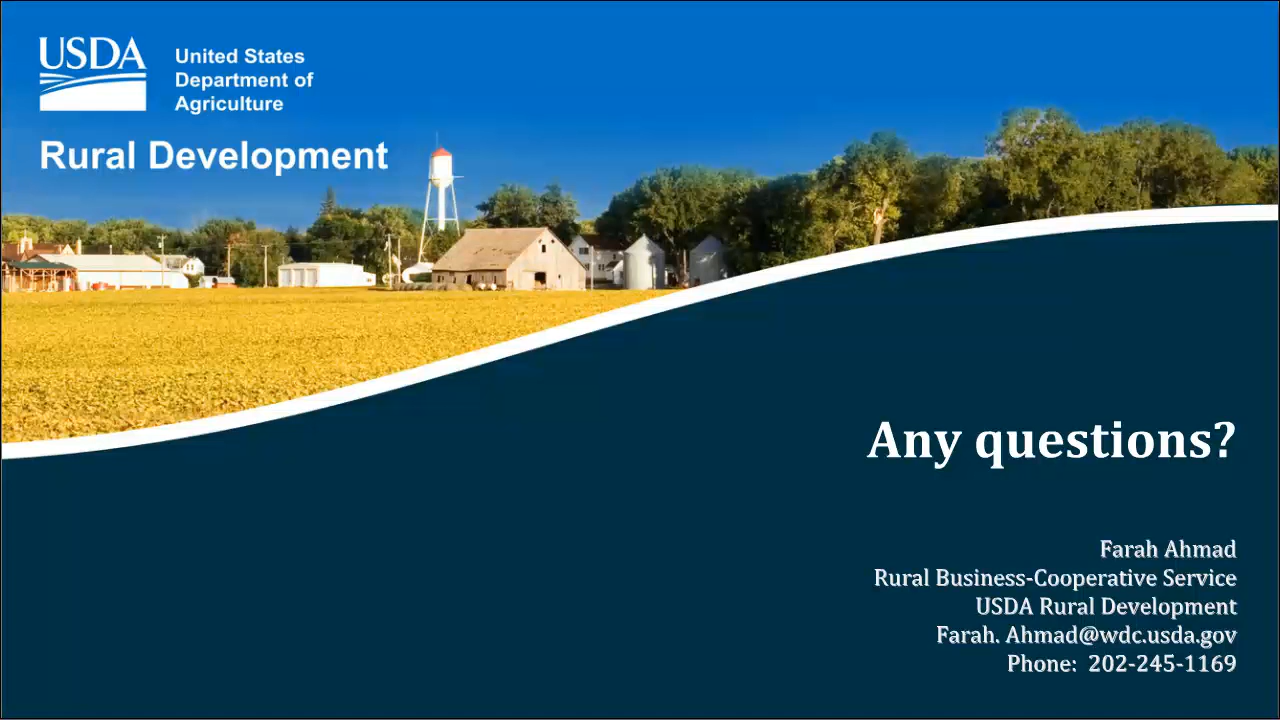 USDA
United States
Department of
Agriculture
Rural Development
Any questions?
Farah Ahmad
Rural Business-Cooperative Service
USDA Rural Development
Farah. Ahmad@wdc.usda.gov
Phone:  202-245-1169